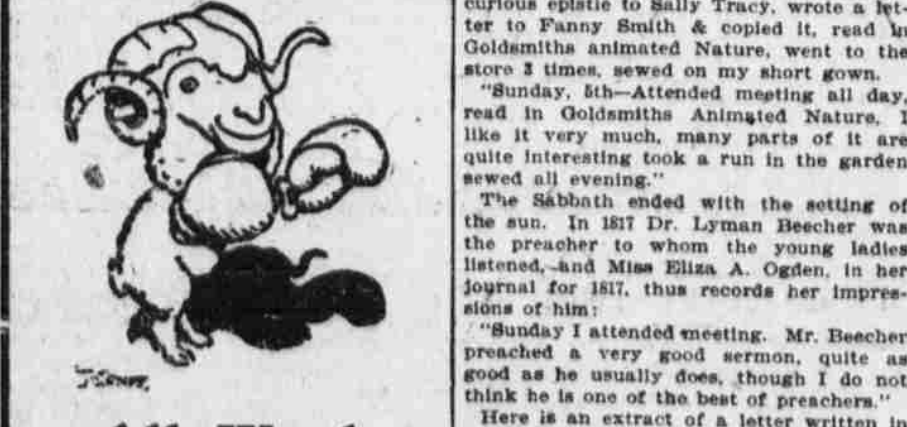 curious epistle to Sally Tracy, wrote a let-
ter to Fanny Smith & copied it, read in
Goldsmiths animated Nature, went to the
store 3 times, sewed on my short gown.
"Sunday, 5th—Attended meeting all day,
read in Goldsmiths Animated Nature, I
like it very much, many parts of it are
quite interesting took a run in the garden
sewed all evening."
The Sabbath ended with the setting of
the sun. In 1817 Dr. Lyman Beecher was
the preacher to whom the young ladies
listened, and Miss Eliza A. Ogden, in her
journal for 1817, thus records her impres-
sions of him:
"Sunday I attended meeting. Mr. Beecher
preached a very good sermon, quite as
good as he usually does, though I do not
think he is one of the best of preachers."
Here is an extract of a letter written in